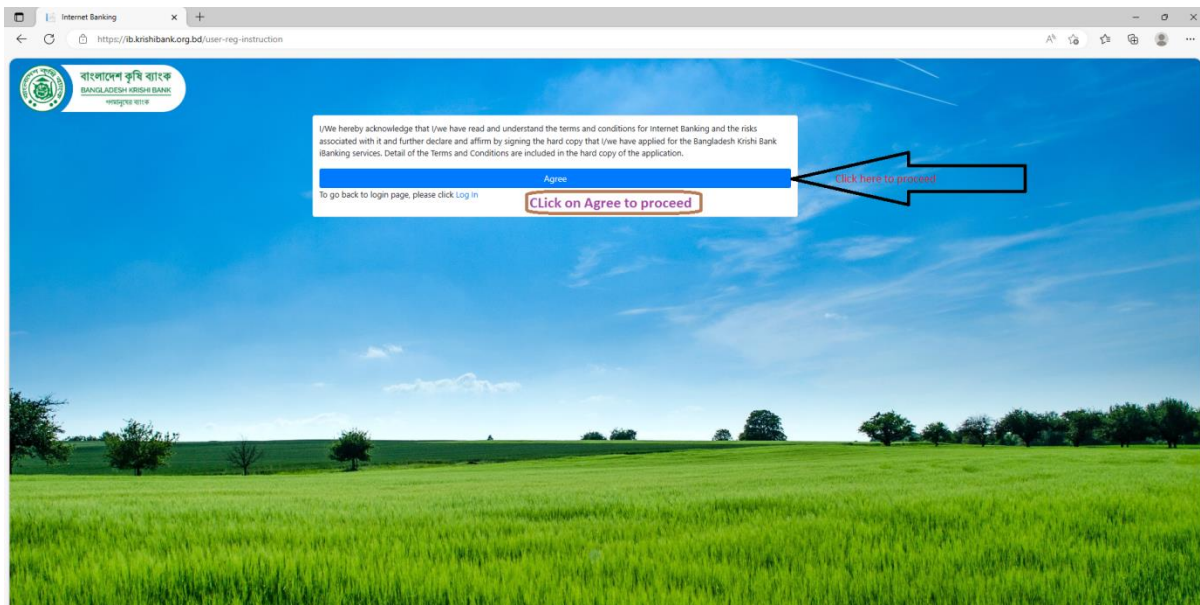 Internet Banking
https://ib.krishibank.org.bd/user-reg-instruction
বাংলাদেশ কৃষি ব্যাংক
BANGLADESH KRISHI BANK
গণমানুষের ব্যাংক
I/We hereby acknowledge that I/we have read and understand the terms and conditions for Internet Banking and the risks
associated with it and further declare and affirm by signing the hard copy that I/we have applied for the Bangladesh Krishi Bank
iBanking services. Detail of the Terms and Conditions are included in the hard copy of the application.
Agree
Click here to proceed
To go back to login page, please click Log In
CLick on Agree to proceed